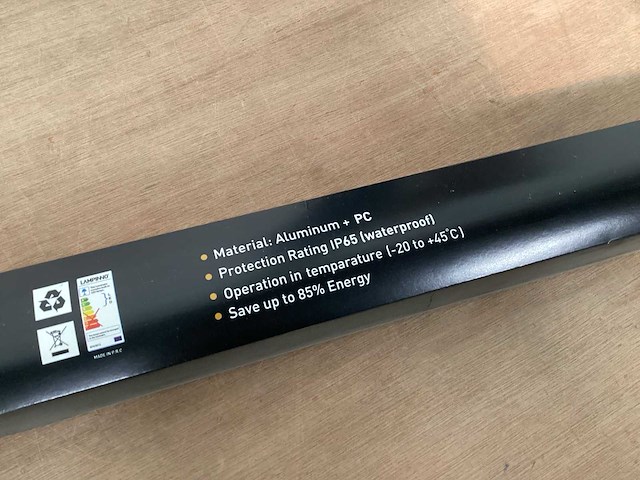 • Material: Aluminum + PC
• Protection Rating IP65 (waterproof)
• Operation in temparature (-20 to +45°C)
• Save up to 85% Energy
LAMPINNO
MADE IN P.R.C